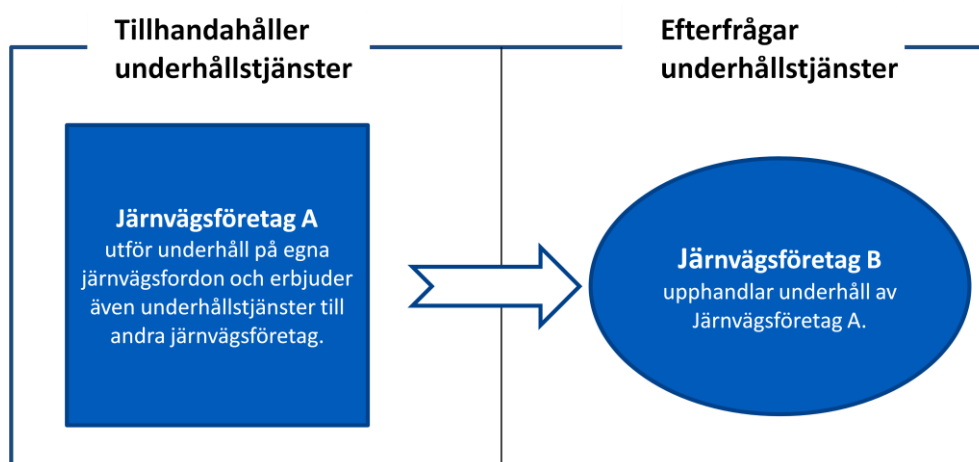 Tillhandahåller
underhållstjänster
Efterfrågar
underhållstjänster
Järnvägsföretag A
utför underhåll på egna
järnvägsfordon och erbjuder
även underhållstjänster till
andra järnvägsföretag.
Järnvägsföretag B
upphandlar underhåll av
Järnvägsföretag A.